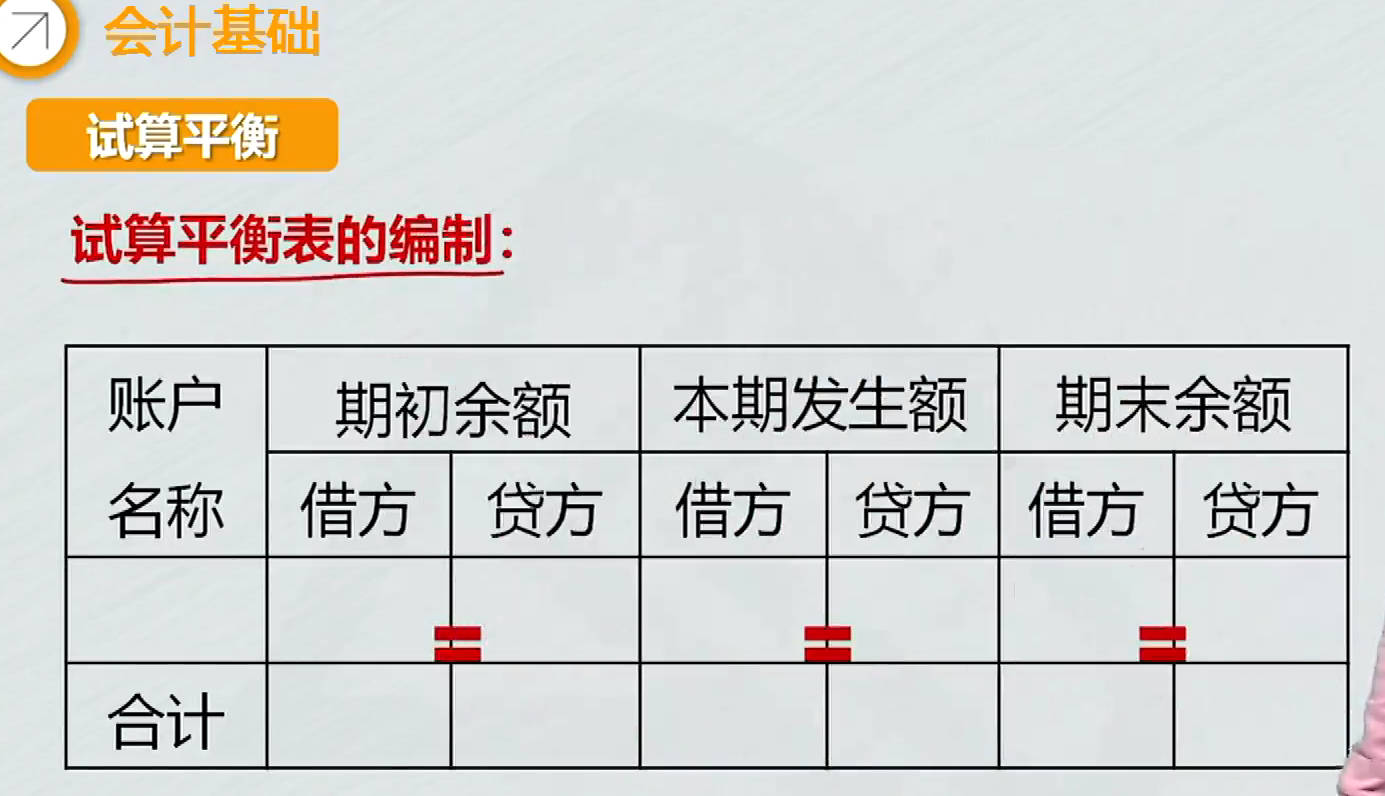 会计基础
试算平衡
试算平衡表的编制：
账户名称 期初余额 本期发生额 期末余额
借方 贷方 借方 贷方 借方 贷方
= = =
合计